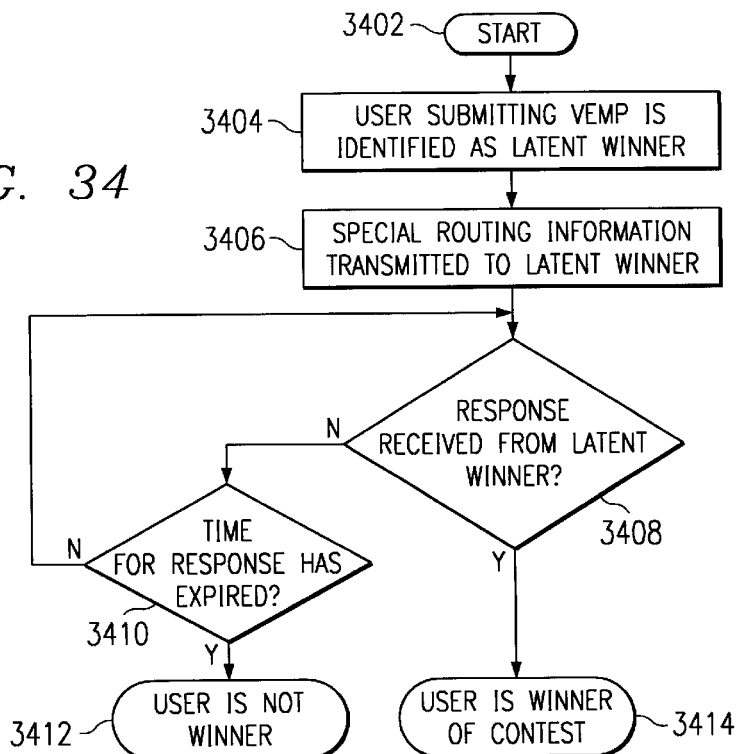 3402
START
3404
USER SUBMITTING VEMP IS
IDENTIFIED AS LATENT WINNER
G. 34
3406
SPECIAL ROUTING INFORMATION
TRANSMITTED TO LATENT WINNER
RESPONSE
RECEIVED FROM LATENT
WINNER?
N
3408
Y
TIME
FOR RESPONSE HAS
EXPIRED?
N
3410
Y
USER IS NOT
WINNER
3412
USER IS WINNER
OF CONTEST
3414